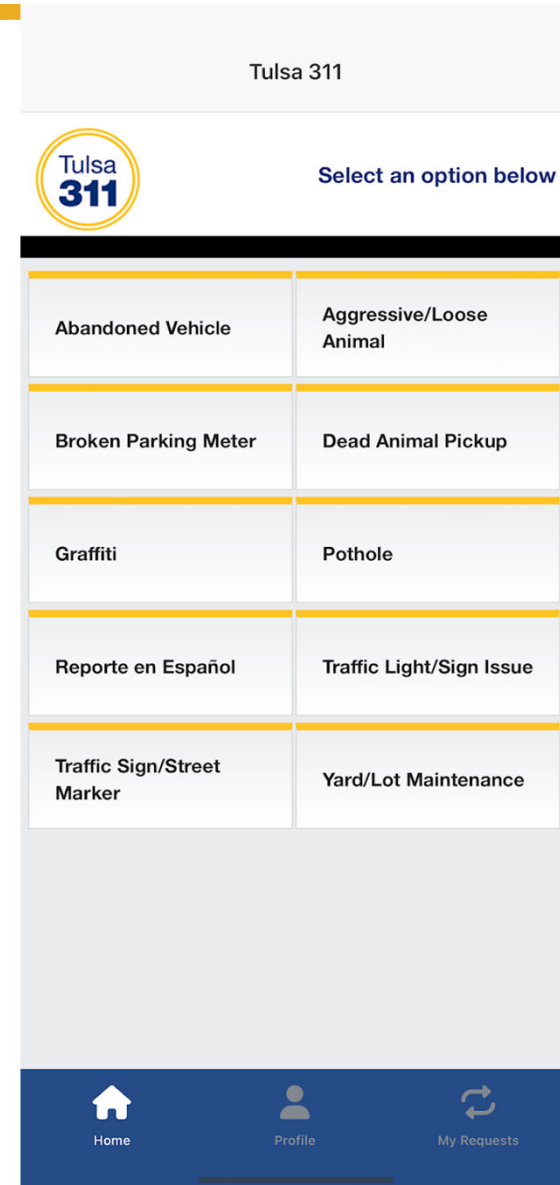 Tulsa 311
Tulsa
311
Select an option below
Abandoned Vehicle
Aggressive/Loose
Animal
Broken Parking Meter
Dead Animal Pickup
Graffiti
Pothole
Reporte en Español
Traffic Light/Sign Issue
Traffic Sign/Street
Marker
Yard/Lot Maintenance
Home
Profile
My Requests